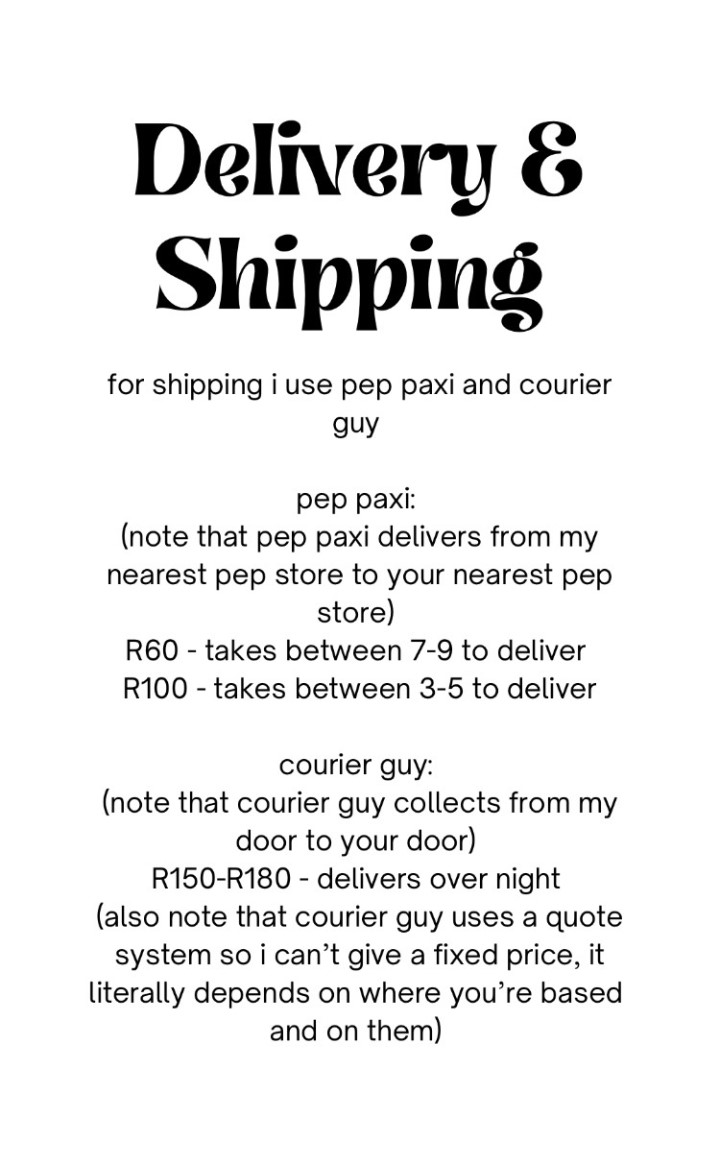 Delivery &
Shipping
for shipping i use pep paxi and courier
guy
pep paxi:
(note that pep paxi delivers from my
nearest pep store to your nearest pep
store)
R60 - takes between 7-9 to deliver
R100 - takes between 3-5 to deliver
courier guy:
(note that courier guy collects from my
door to your door)
R150-R180 - delivers over night
(also note that courier guy uses a quote
system so i can’t give a fixed price, it
literally depends on where you’re based
and on them)